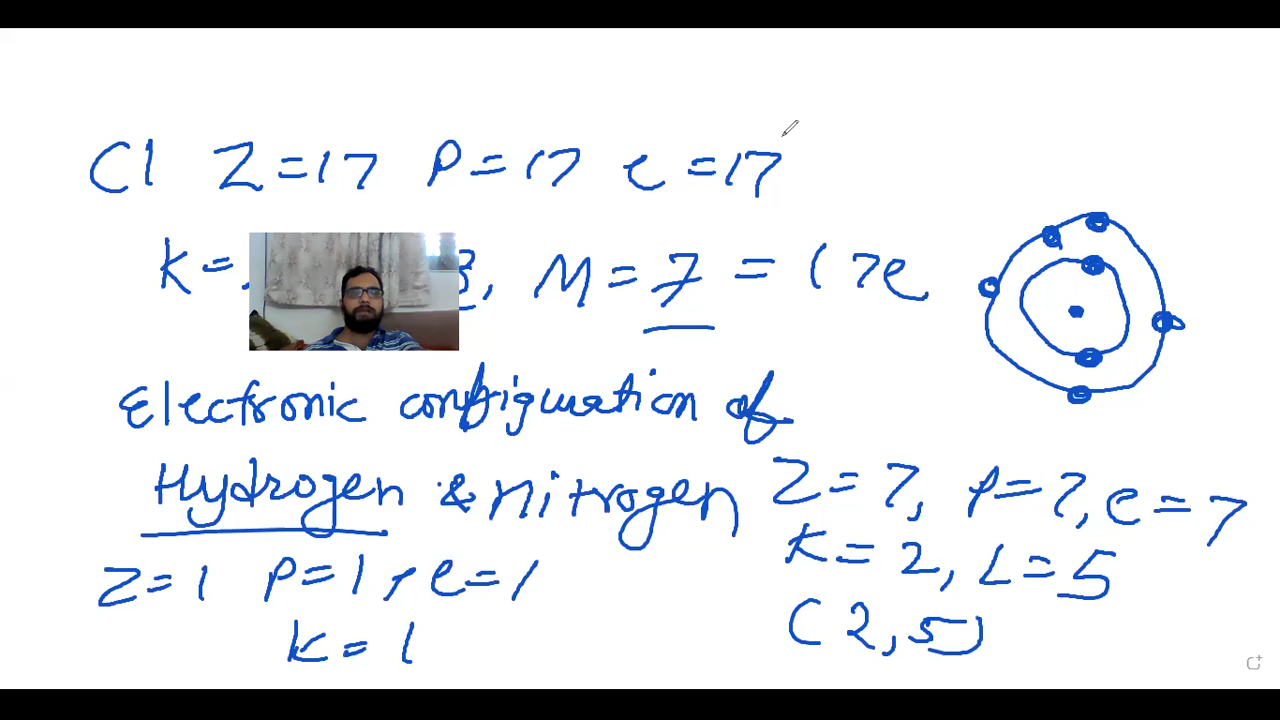 Cl Z=17 P=17 e=17
K= 8, M=7 = 17e
Electronic configuration of
Hydrogen & nitrogen Z=7, P=7, e=7
Z=1 P=1, e=1 K=2, L=5
K=1 (2,5)